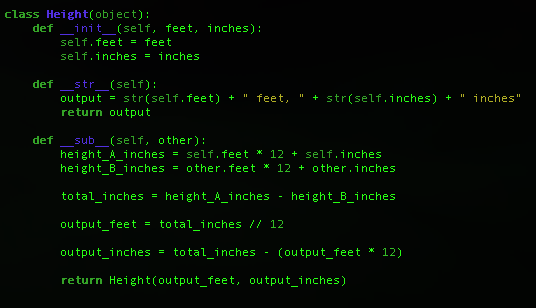 class Height(object):
    def __init__(self, feet, inches):
        self.feet = feet
        self.inches = inches

    def __str__(self):
        output = str(self.feet) + " feet, " + str(self.inches) + " inches"
        return output

    def __sub__(self, other):
        height_A_inches = self.feet * 12 + self.inches
        height_B_inches = other.feet * 12 + other.inches

        total_inches = height_A_inches - height_B_inches

        output_feet = total_inches // 12

        output_inches = total_inches - (output_feet * 12)

        return Height(output_feet, output_inches)